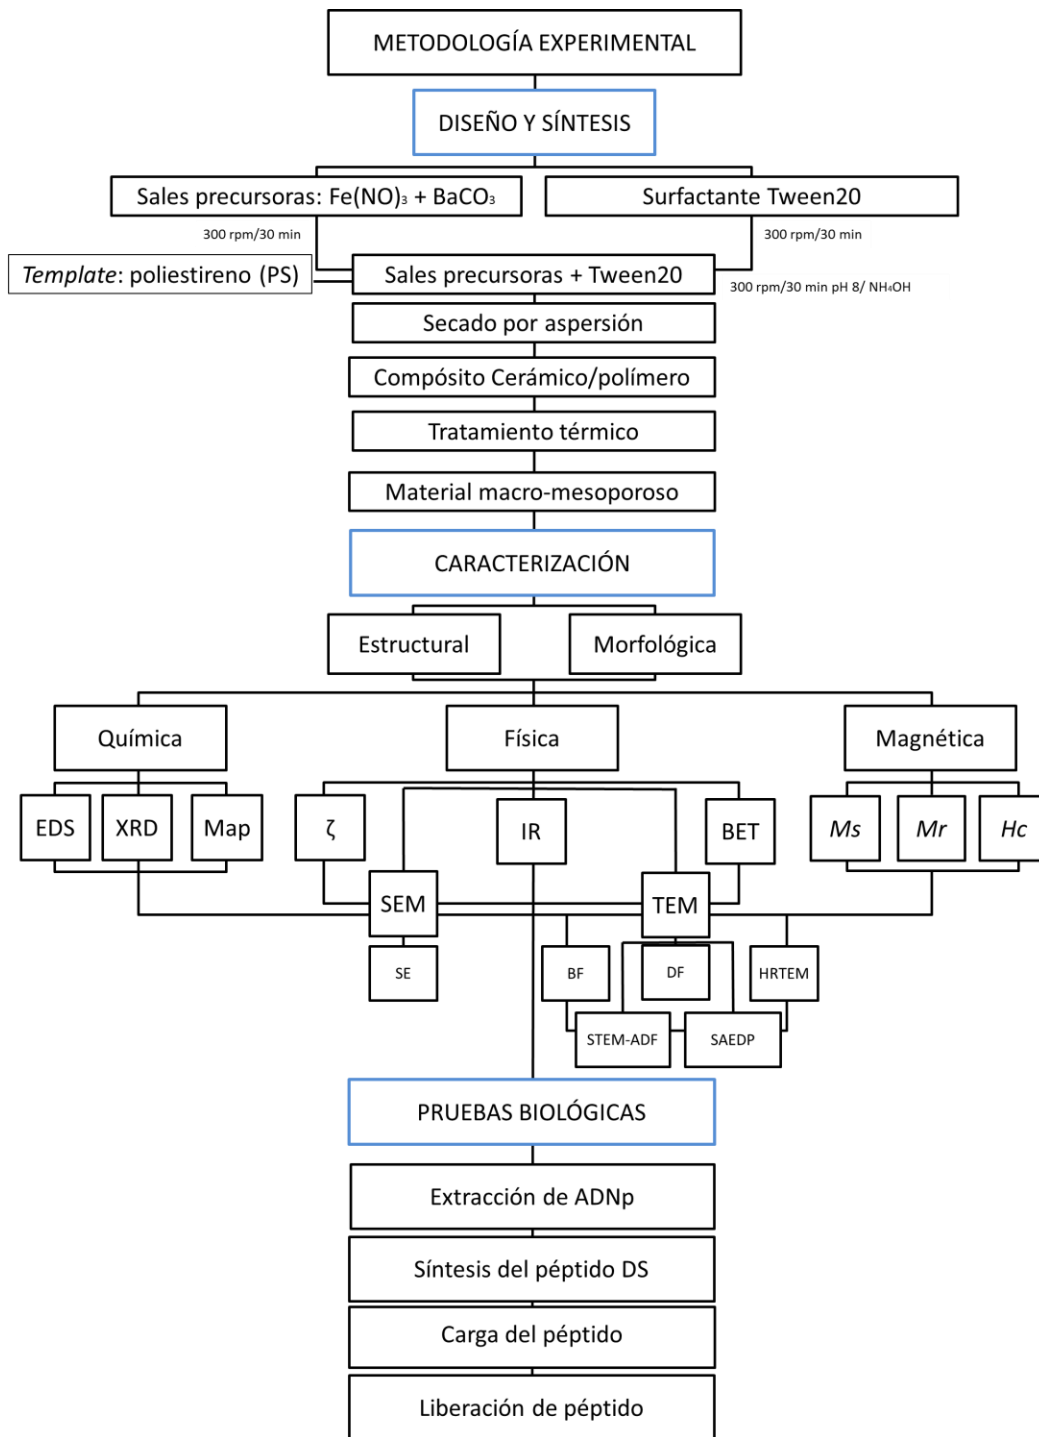 METODOLOGÍA EXPERIMENTAL
DISEÑO Y SÍNTESIS
Sales precursoras: Fe(NO)₃ + BaCO₃
Surfactante Tween20
300 rpm/30 min
300 rpm/30 min
Template: poliestireno (PS)
Sales precursoras + Tween20
300 rpm/30 min pH 8/ NH₄OH
Secado por aspersión
Compósito Cerámico/polímero
Tratamiento térmico
Material macro-mesoporoso
CARACTERIZACIÓN
Estructural
Morfológica
Química
Física
Magnética
EDS
XRD
Map
ζ
IR
BET
Ms
Mr
Hc
SEM
TEM
SE
BF
DF
HRTEM
STEM-ADF
SAEDP
PRUEBAS BIOLÓGICAS
Extracción de ADNp
Síntesis del péptido DS
Carga del péptido
Liberación de péptido